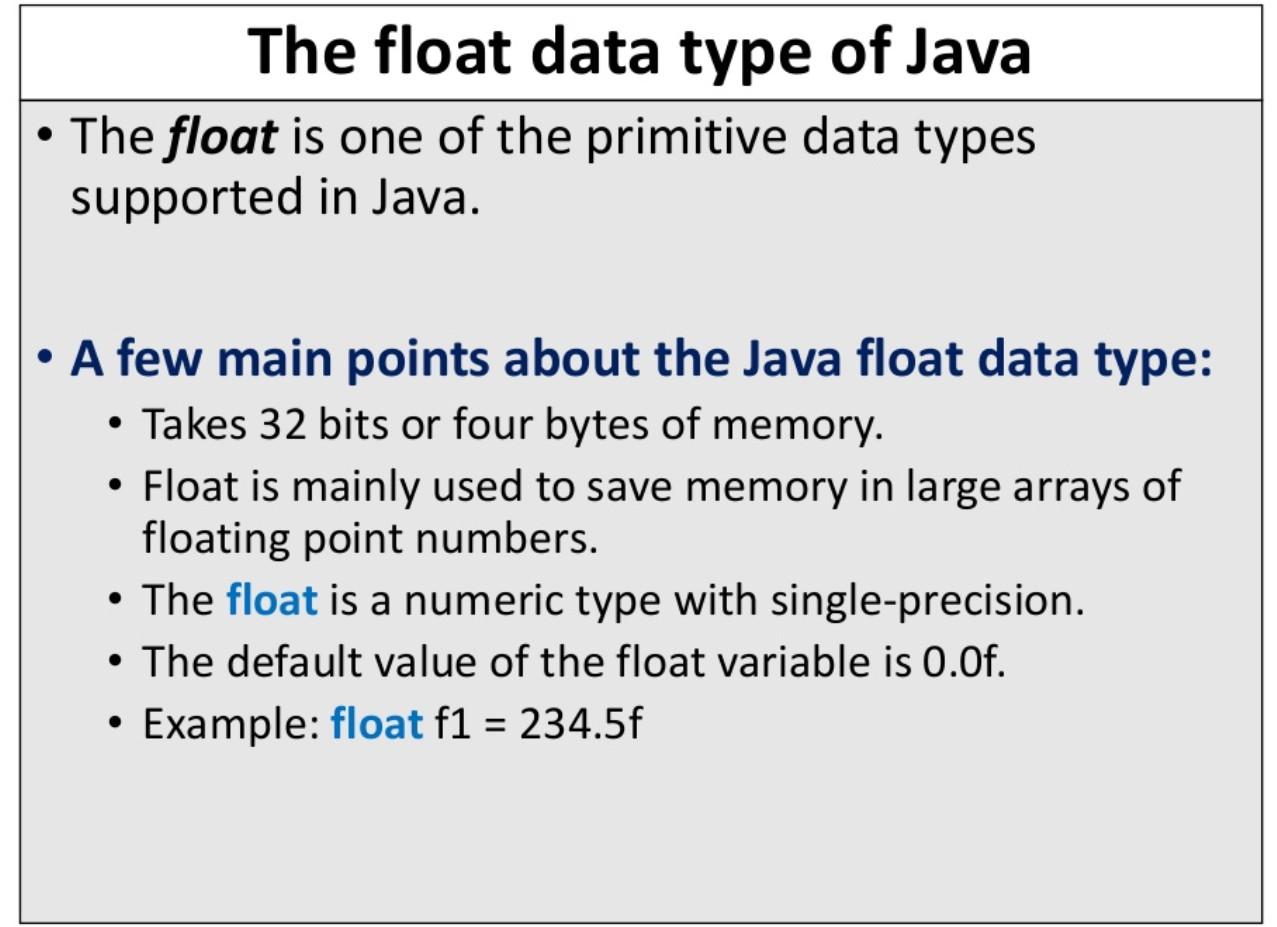 The float data type of Java
• The float is one of the primitive data types
supported in Java.
• A few main points about the Java float data type:
• Takes 32 bits or four bytes of memory.
• Float is mainly used to save memory in large arrays of
floating point numbers.
• The float is a numeric type with single-precision.
• The default value of the float variable is 0.0f.
• Example: float f1 = 234.5f